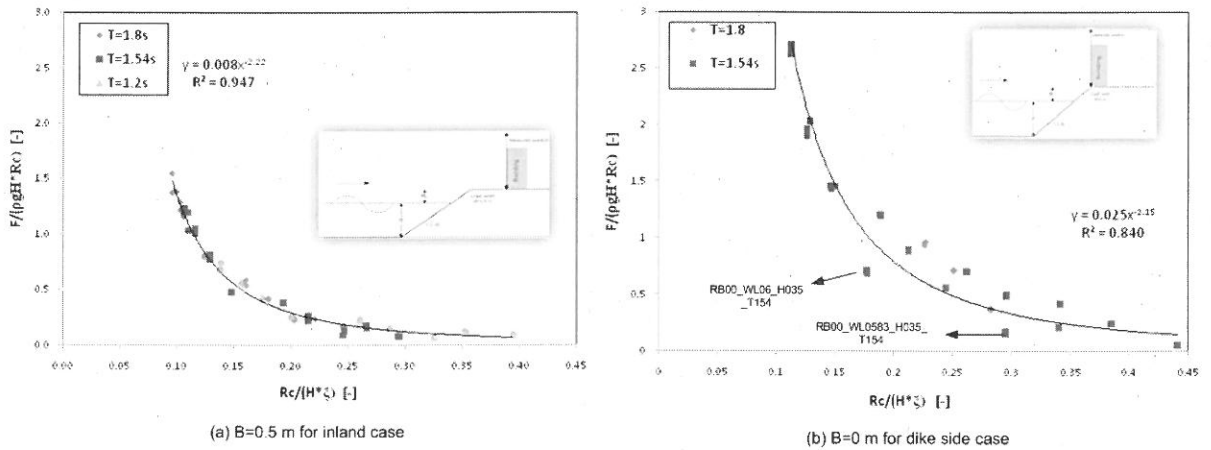 3.0
2.5
2.0
1.5
1.0
0.5
0.0
0.00
0.05
0.10
0.15
0.20
0.25
0.30
0.35
0.40
0.45
F/(ρgH*Rc) [-]
Rc/(H*ξ) [-]
T=1.8s
T=1.54s
T=1.2s
y = 0.008x-2.22
R² = 0.947
Building
(a) B=0.5 m for inland case
3
2.5
2
1.5
1
0.5
0
0
0.05
0.1
0.15
0.2
0.25
0.3
0.35
0.4
0.45
F/(ρgH*Rc) [-]
Rc/(H*ξ) [-]
T=1.8
T=1.54s
Building
y = 0.025x-2.15
R² = 0.840
RB00_WL06_H035
_T154
RB00_WL0583_H035_
T154
(b) B=0 m for dike side case